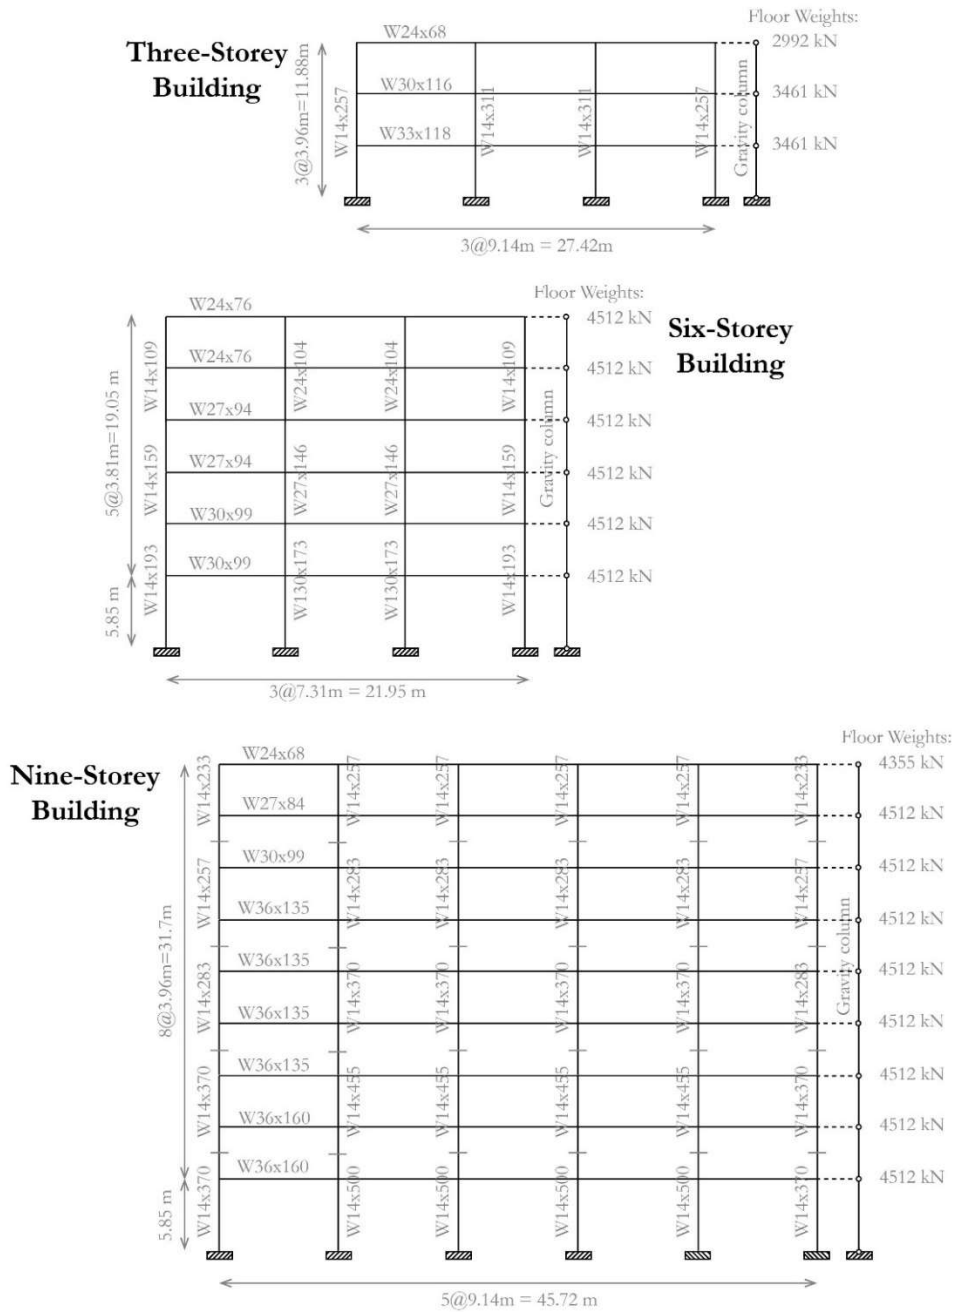 Three-Storey
Building
Floor Weights:
W24x68
2992 kN
W30x116
3461 kN
W33x118
3461 kN
3@3.96m=11.88m
W14x257
W14x311
W14x311
W14x257
Gravity column
3@9.14m = 27.42m
Six-Storey
Building
Floor Weights:
W24x76
4512 kN
W24x76
4512 kN
W27x94
4512 kN
W27x94
4512 kN
W30x99
4512 kN
W30x99
4512 kN
5@3.81m=19.05 m
5.85 m
W14x109
W24x104
W24x104
W14x109
W14x159
W27x146
W27x146
W14x159
W14x193
W130x173
W130x173
W14x193
Gravity column
3@7.31m = 21.95 m
Nine-Storey
Building
Floor Weights:
W24x68
4355 kN
W27x84
4512 kN
W30x99
4512 kN
W36x135
4512 kN
W36x135
4512 kN
W36x135
4512 kN
W36x135
4512 kN
W36x160
4512 kN
W36x160
4512 kN
8@3.96m=31.7m
5.85 m
W14x233
W14x257
W14x257
W14x257
W14x257
W14x233
W14x257
W14x283
W14x283
W14x283
W14x283
W14x257
W14x283
W14x370
W14x370
W14x370
W14x370
W14x283
W14x370
W14x455
W14x455
W14x455
W14x455
W14x370
W14x370
W14x500
W14x500
W14x500
W14x500
W14x370
Gravity column
5@9.14m = 45.72 m